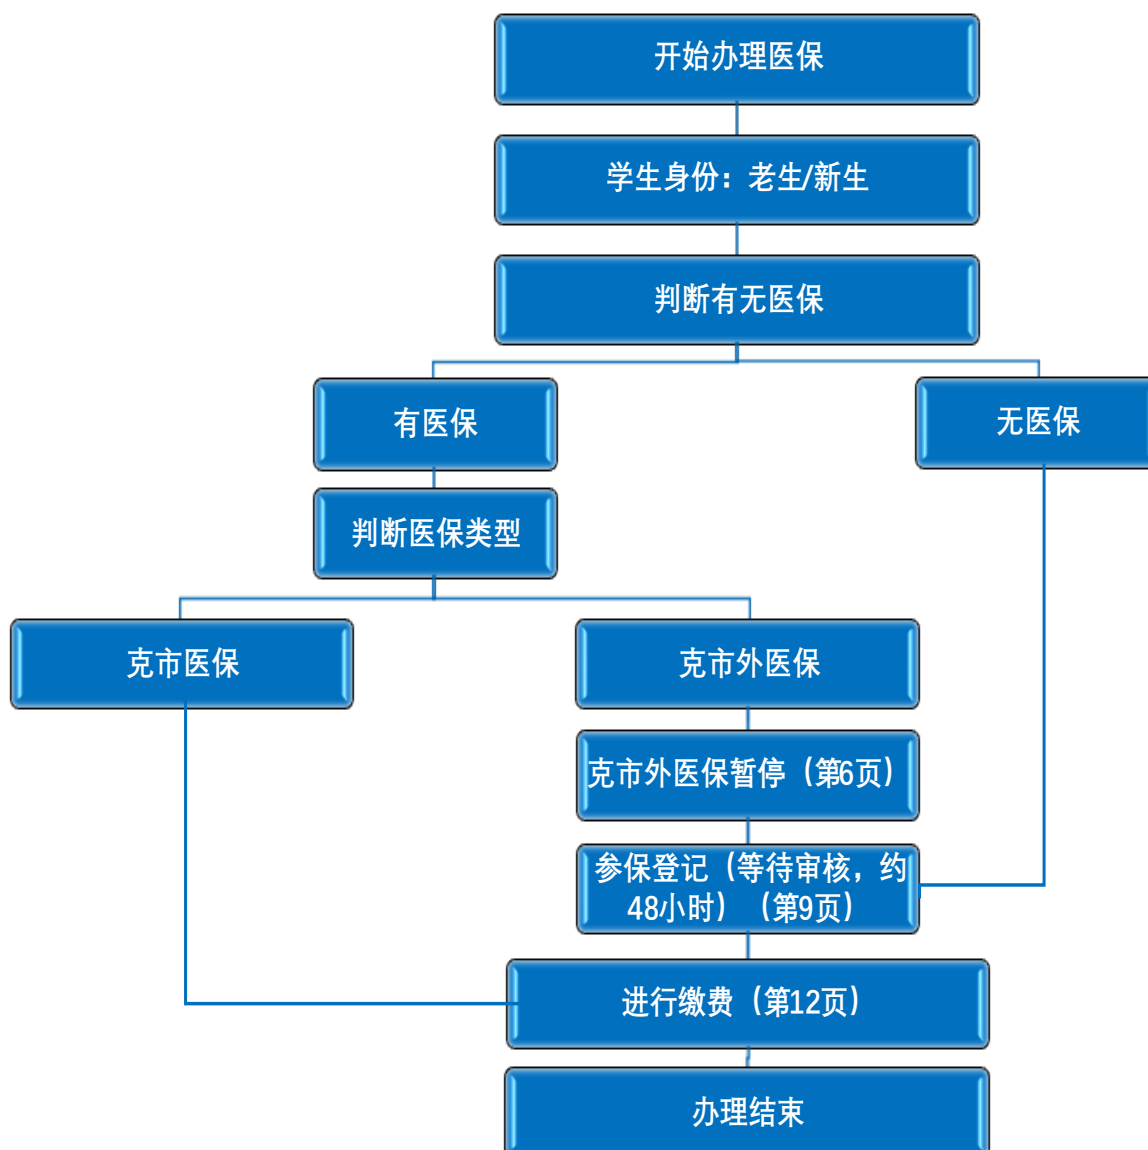 开始办理医保
学生身份：老生/新生
判断有无医保
有医保
无医保
判断医保类型
克市医保
克市外医保
克市外医保暂停（第6页）
参保登记（等待审核，约
48小时）（第9页）
进行缴费（第12页）
办理结束